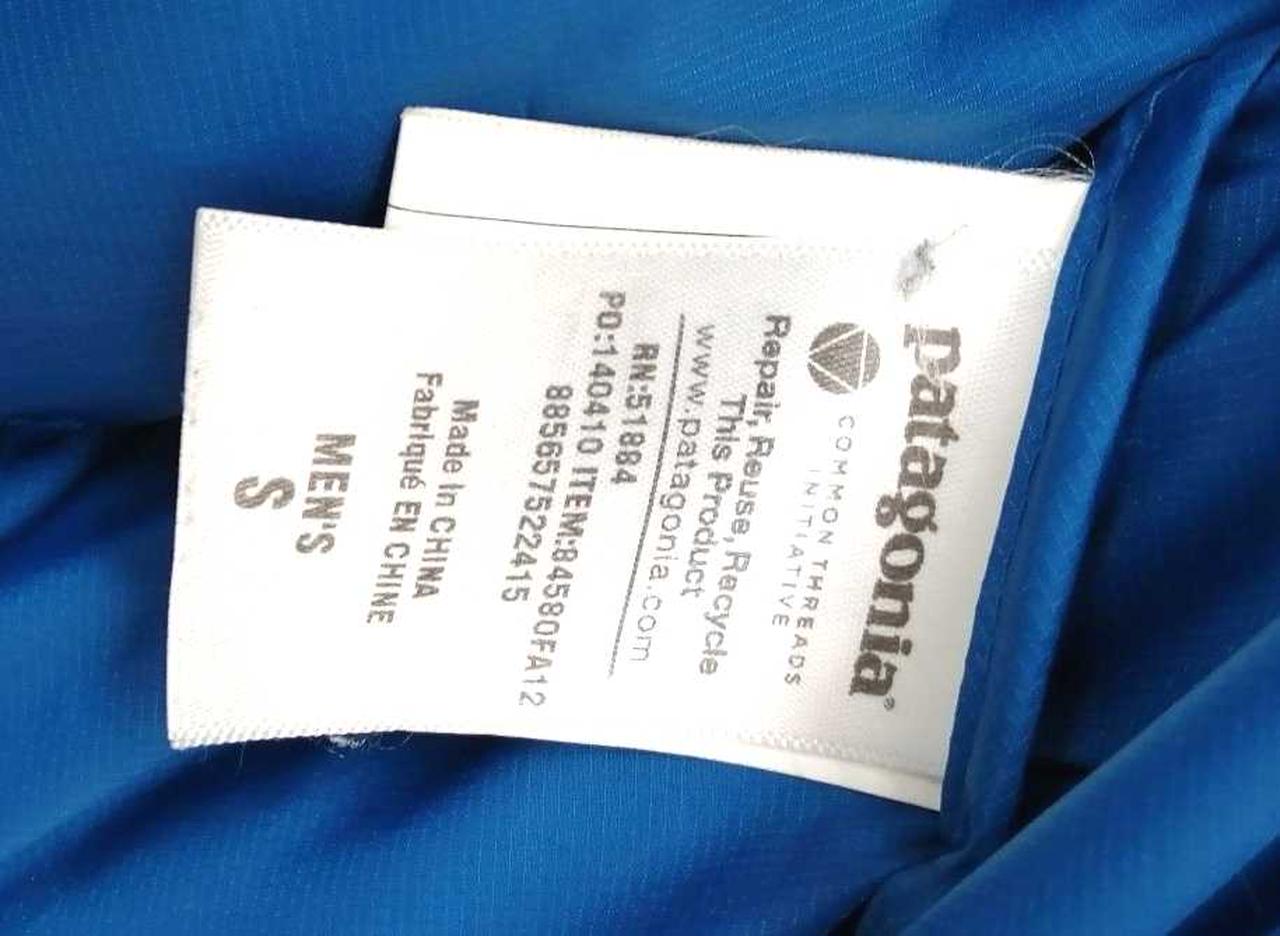 patagonia®
COMMON THREADS
INITIATIVE
Repair, Reuse, Recycle
This Product
www.patagonia.com
RN:51884
PO:140410 ITEM:84580FA12
885657522415
Made In CHINA
Fabriqué EN CHINE
MEN'S
S